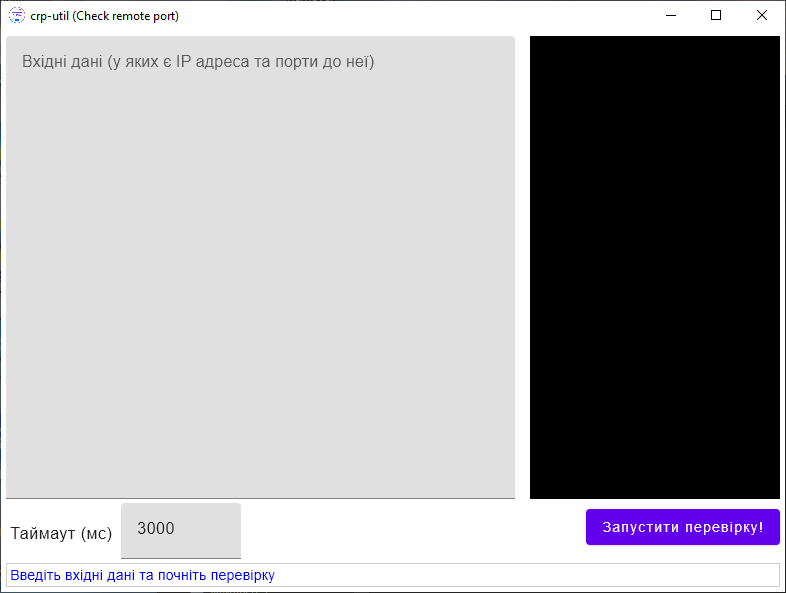 crp-util (Check remote port)
Вхідні дані (у яких є IP адреса та порти до неї)
Таймаут (мс)
3000
Запустити перевірку!
Введіть вхідні дані та почніть перевірку